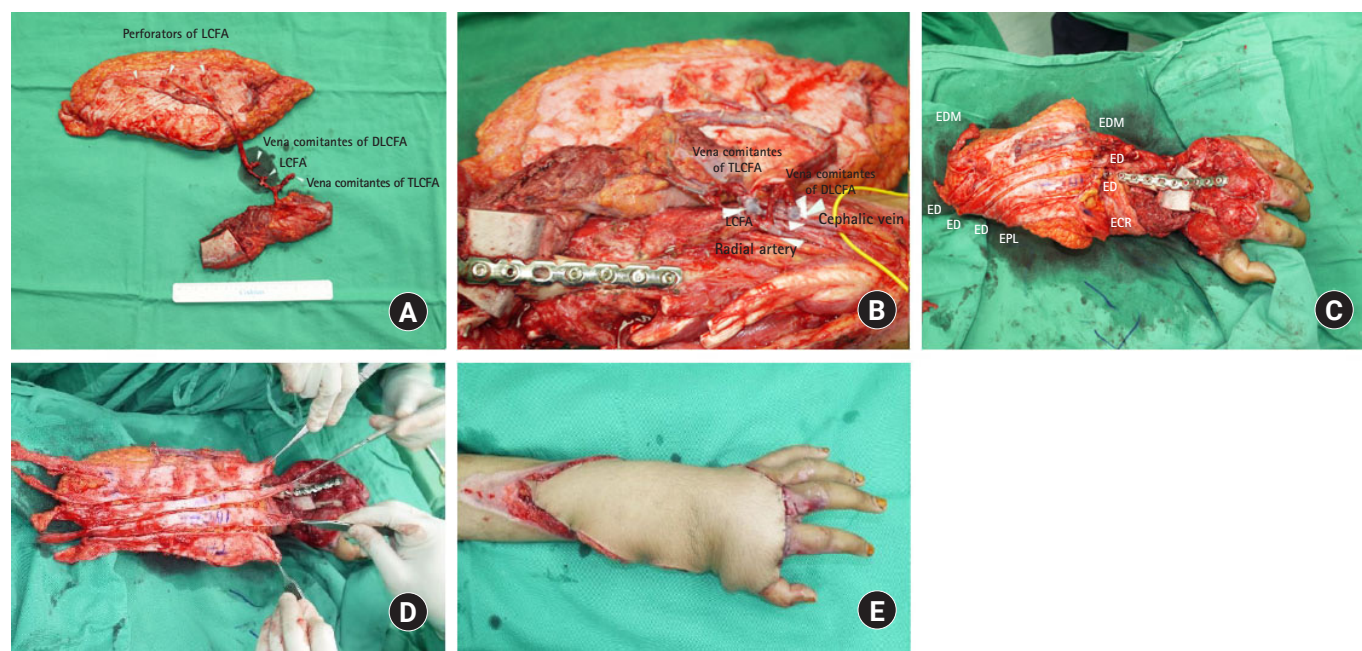 Perforators of LCFA
Vena comitantes of DLCFA
LCFA
Vena comitantes of TLCFA
A
Vena comitantes
of TLCFA
Vena comitantes
of DLCFA
LCFA
Cephalic vein
Radial artery
B
EDM
EDM
ED
ED
ED
ECR
ED
ED
EPL
C
D
E